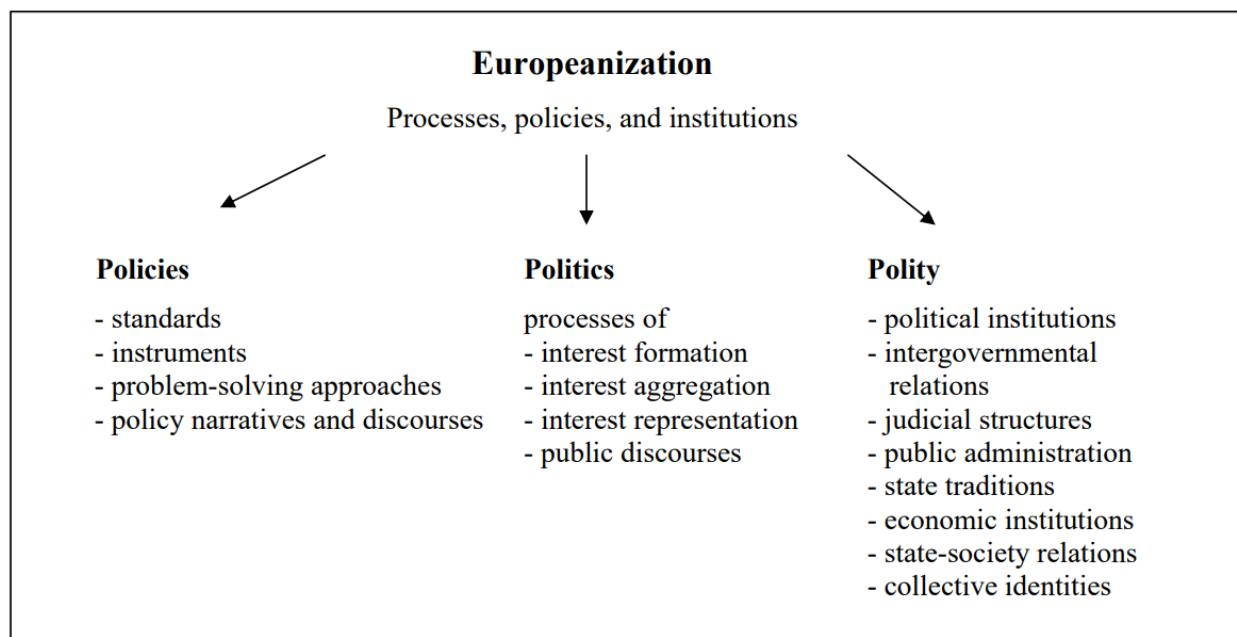 Europeanization
Processes, policies, and institutions
Policies
- standards
- instruments
- problem-solving approaches
- policy narratives and discourses
Politics
processes of
- interest formation
- interest aggregation
- interest representation
- public discourses
Polity
- political institutions
- intergovernmental
relations
- judicial structures
- public administration
- state traditions
- economic institutions
- state-society relations
- collective identities